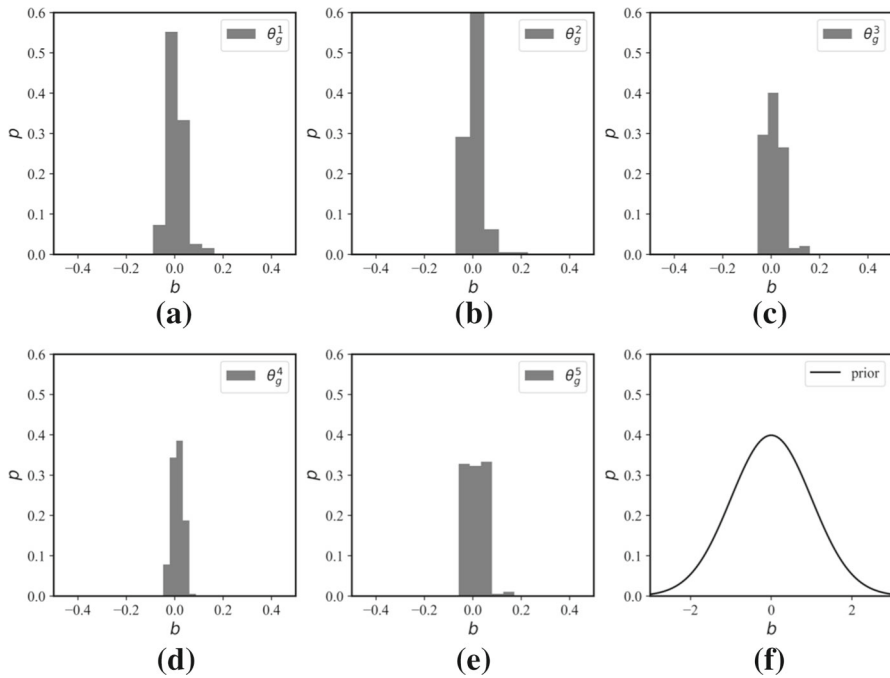 0.6 0.6 0.6
θ_g^1 θ_g^2 θ_g^3
0.5 0.5 0.5
0.4 0.4 0.4
p 0.3 p 0.3 p 0.3
0.2 0.2 0.2
0.1 0.1 0.1
0.0 0.0 0.0
−0.4 −0.2 0.0 0.2 0.4 −0.4 −0.2 0.0 0.2 0.4 −0.4 −0.2 0.0 0.2 0.4
b b b
(a) (b) (c)
0.6 0.6 0.6
θ_g^4 θ_g^5 prior
0.5 0.5 0.5
0.4 0.4 0.4
p 0.3 p 0.3 p 0.3
0.2 0.2 0.2
0.1 0.1 0.1
0.0 0.0 0.0
−0.4 −0.2 0.0 0.2 0.4 −0.4 −0.2 0.0 0.2 0.4 −2 0 2
b b b
(d) (e) (f)